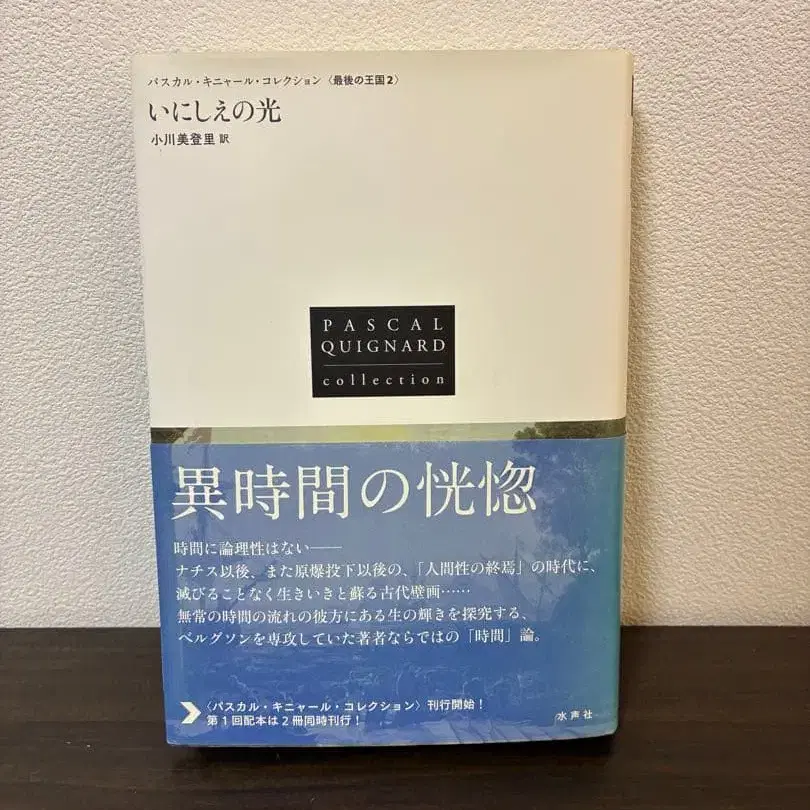 パスカル・キニャール・コレクション〈最後の王国2〉
いにしえの光
小川美登里 訳
PASCAL
QUIGNARD
collection
異時間の恍惚
時間に論理性はない――
ナチス以後、また原爆投下以後の、「人間性の終焉」の時代に、
滅びることなく生きいきと蘇る古代壁画……
無常の時間の流れの彼方にある生の輝きを探究する、
ベルグソンを専攻していた著者ならではの「時間」論。
〈パスカル・キニャール・コレクション〉刊行開始！
第1回配本は2冊同時刊行！
水声社